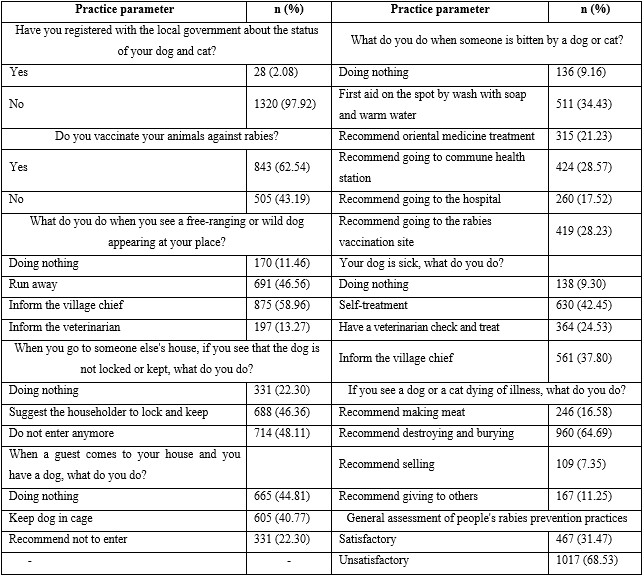 Practice parameter n (%) Practice parameter n (%)
Have you registered with the local government about the status
of your dog and cat?
What do you do when someone is bitten by a dog or cat?
Yes 28 (2.08) Doing nothing 136 (9.16)
No 1320 (97.92) First aid on the spot by wash with soap
and warm water 511 (34.43)
Do you vaccinate your animals against rabies? Recommend oriental medicine treatment 315 (21.23)
Yes 843 (62.54) Recommend going to commune health
station 424 (28.57)
No 505 (43.19) Recommend going to the hospital 260 (17.52)
What do you do when you see a free-ranging or wild dog
appearing at your place?
Recommend going to the rabies
vaccination site 419 (28.23)
Doing nothing 170 (11.46) Your dog is sick, what do you do?
Run away 691 (46.56) Doing nothing 138 (9.30)
Inform the village chief 875 (58.96) Self-treatment 630 (42.45)
Inform the veterinarian 197 (13.27) Have a veterinarian check and treat 364 (24.53)
When you go to someone else's house, if you see that the dog is
not locked or kept, what do you do?
Inform the village chief 561 (37.80)
Doing nothing 331 (22.30) If you see a dog or a cat dying of illness, what do you do?
Suggest the householder to lock and keep 688 (46.36) Recommend making meat 246 (16.58)
Do not enter anymore 714 (48.11) Recommend destroying and burying 960 (64.69)
When a guest comes to your house and you
have a dog, what do you do?
Recommend selling 109 (7.35)
Doing nothing 665 (44.81) Recommend giving to others 167 (11.25)
Keep dog in cage 605 (40.77) General assessment of people's rabies prevention practices
Recommend not to enter 331 (22.30) Satisfactory 467 (31.47)
- - Unsatisfactory 1017 (68.53)